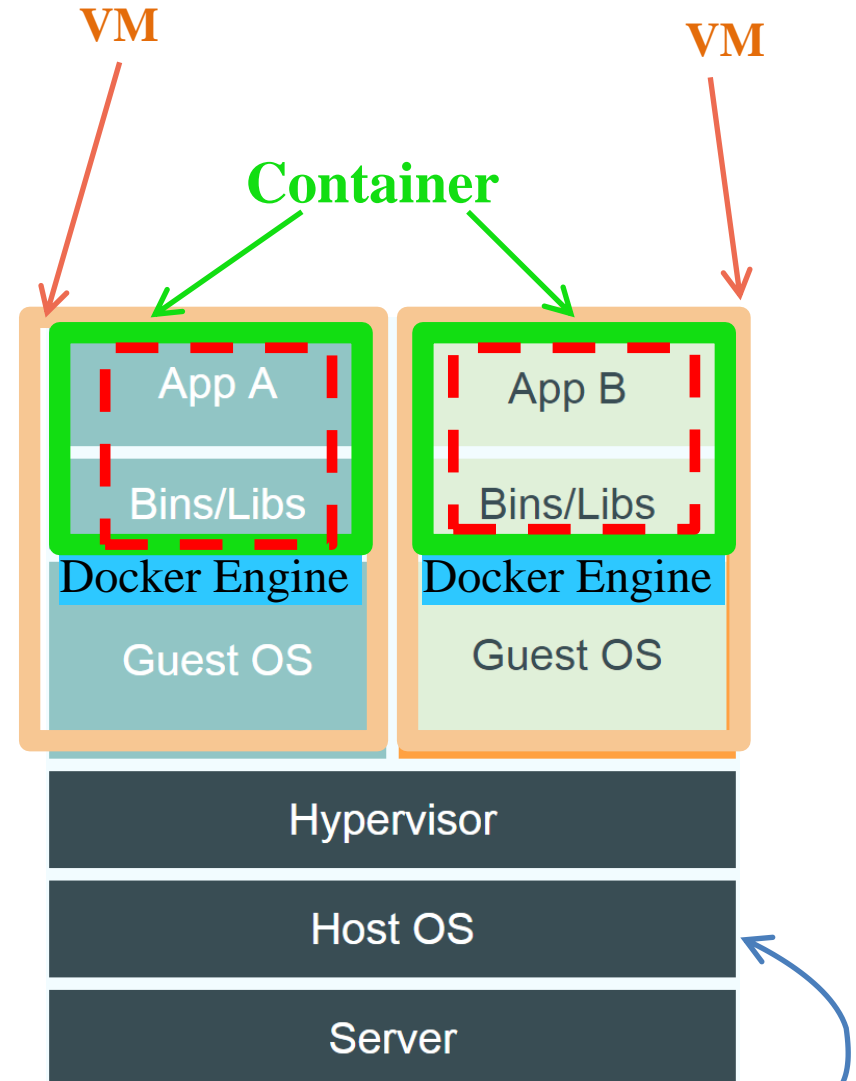 VM
VM
Container
App A
App B
Bins/Libs
Bins/Libs
Docker Engine
Docker Engine
Guest OS
Guest OS
Hypervisor
Host OS
Server